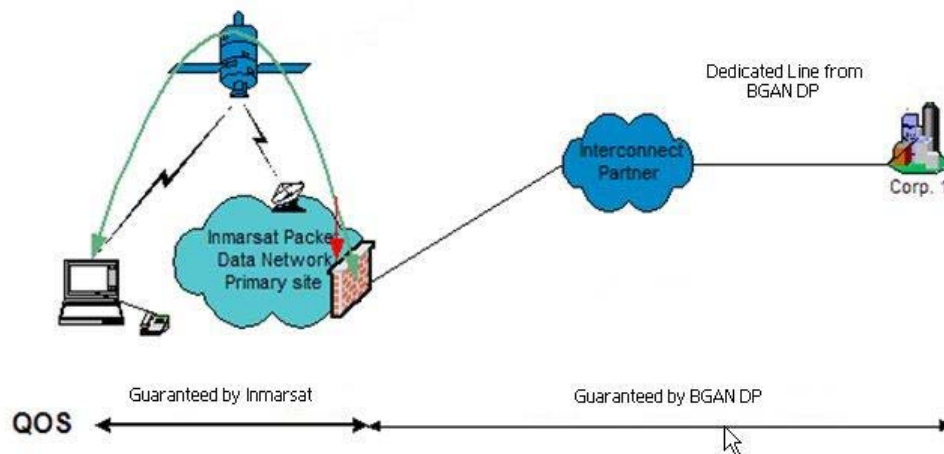 Dedicated Line from
BGAN DP
Interconnect
Partner
Corp. 1
Inmarsat Packet
Data Network
Primary site
Guaranteed by Inmarsat
Guaranteed by BGAN DP
QOS